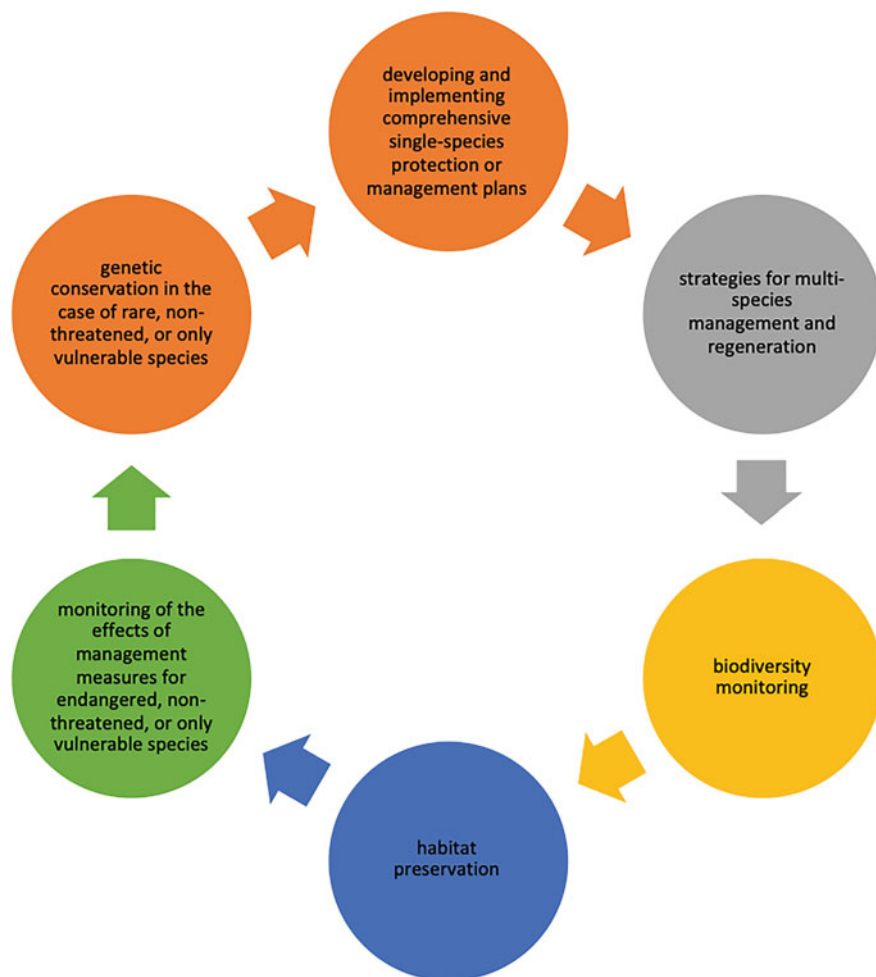 developing and
implementing
comprehensive
single-species
protection or
management plans
strategies for multi-
species
management and
regeneration
biodiversity
monitoring
habitat
preservation
monitoring of the
effects of
management
measures for
endangered, non-
threatened, or only
vulnerable species
genetic
conservation in the
case of rare, non-
threatened, or only
vulnerable species